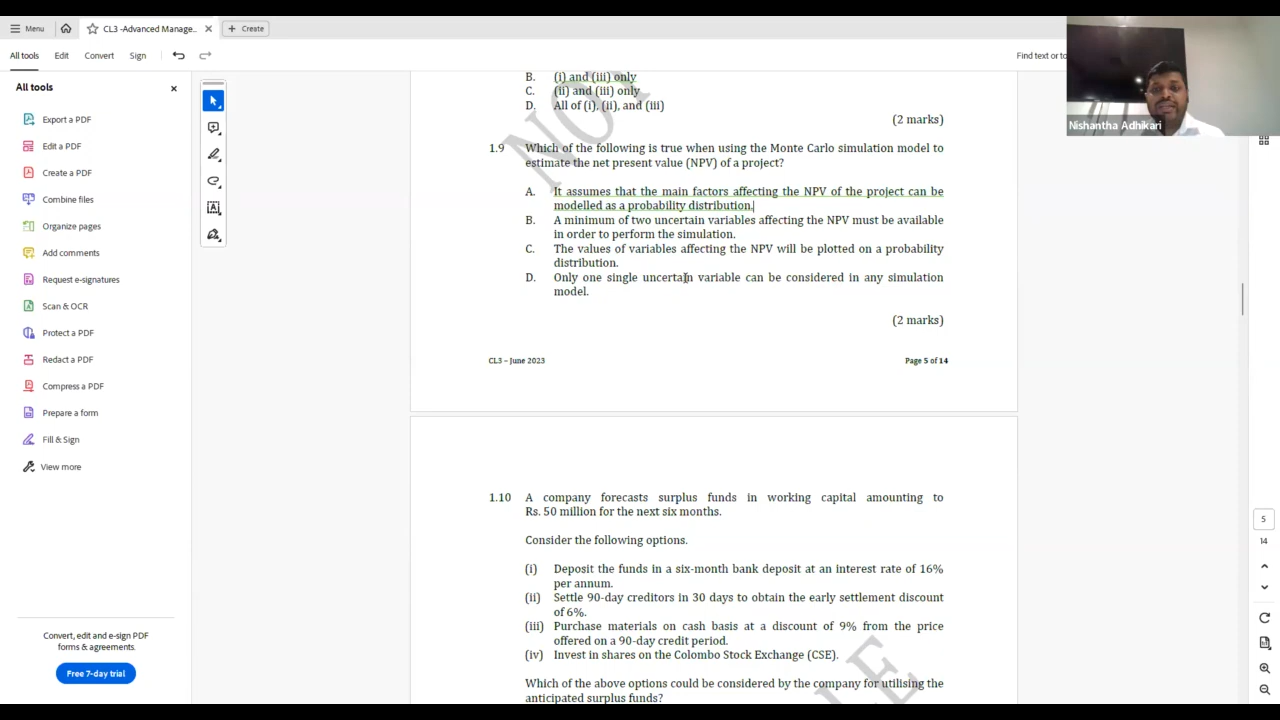 Menu
CL3 -Advanced Manage..
Create
All tools
Edit
Convert
Sign
Find text or to
All tools
Export a PDF
Edit a PDF
Create a PDF
Combine files
Organize pages
Add comments
Request e-signatures
Scan & OCR
Protect a PDF
Redact a PDF
Compress a PDF
Prepare a form
Fill & Sign
View more
Convert, edit and e-sign PDF
forms & agreements
Free 7-day trial
B. (i) and (iii) only
C. (ii) and (iii) only
D. All of (i), (ii), and (iii)
(2 marks)
1.9 Which of the following is true when using the Monte Carlo simulation model to
estimate the net present value (NPV) of a project?
A. It assumes that the main factors affecting the NPV of the project can be
modelled as a probability distribution.
B. A minimum of two uncertain variables affecting the NPV must be available
in order to perform the simulation.
C. The values of variables affecting the NPV will be plotted on a probability
distribution.
D. Only one single uncertain variable can be considered in any simulation
model.
(2 marks)
CL3 – June 2023 Page 5 of 14
1.10 A company forecasts surplus funds in working capital amounting to
Rs. 50 million for the next six months.
Consider the following options.
(i) Deposit the funds in a six-month bank deposit at an interest rate of 16%
per annum.
(ii) Settle 90-day creditors in 30 days to obtain the early settlement discount
of 6%.
(iii) Purchase materials on cash basis at a discount of 9% from the price
offered on a 90-day credit period.
(iv) Invest in shares on the Colombo Stock Exchange (CSE).
Which of the above options could be considered by the company for utilising the
anticipated surplus funds?
Nishantha Adhikari
5
14